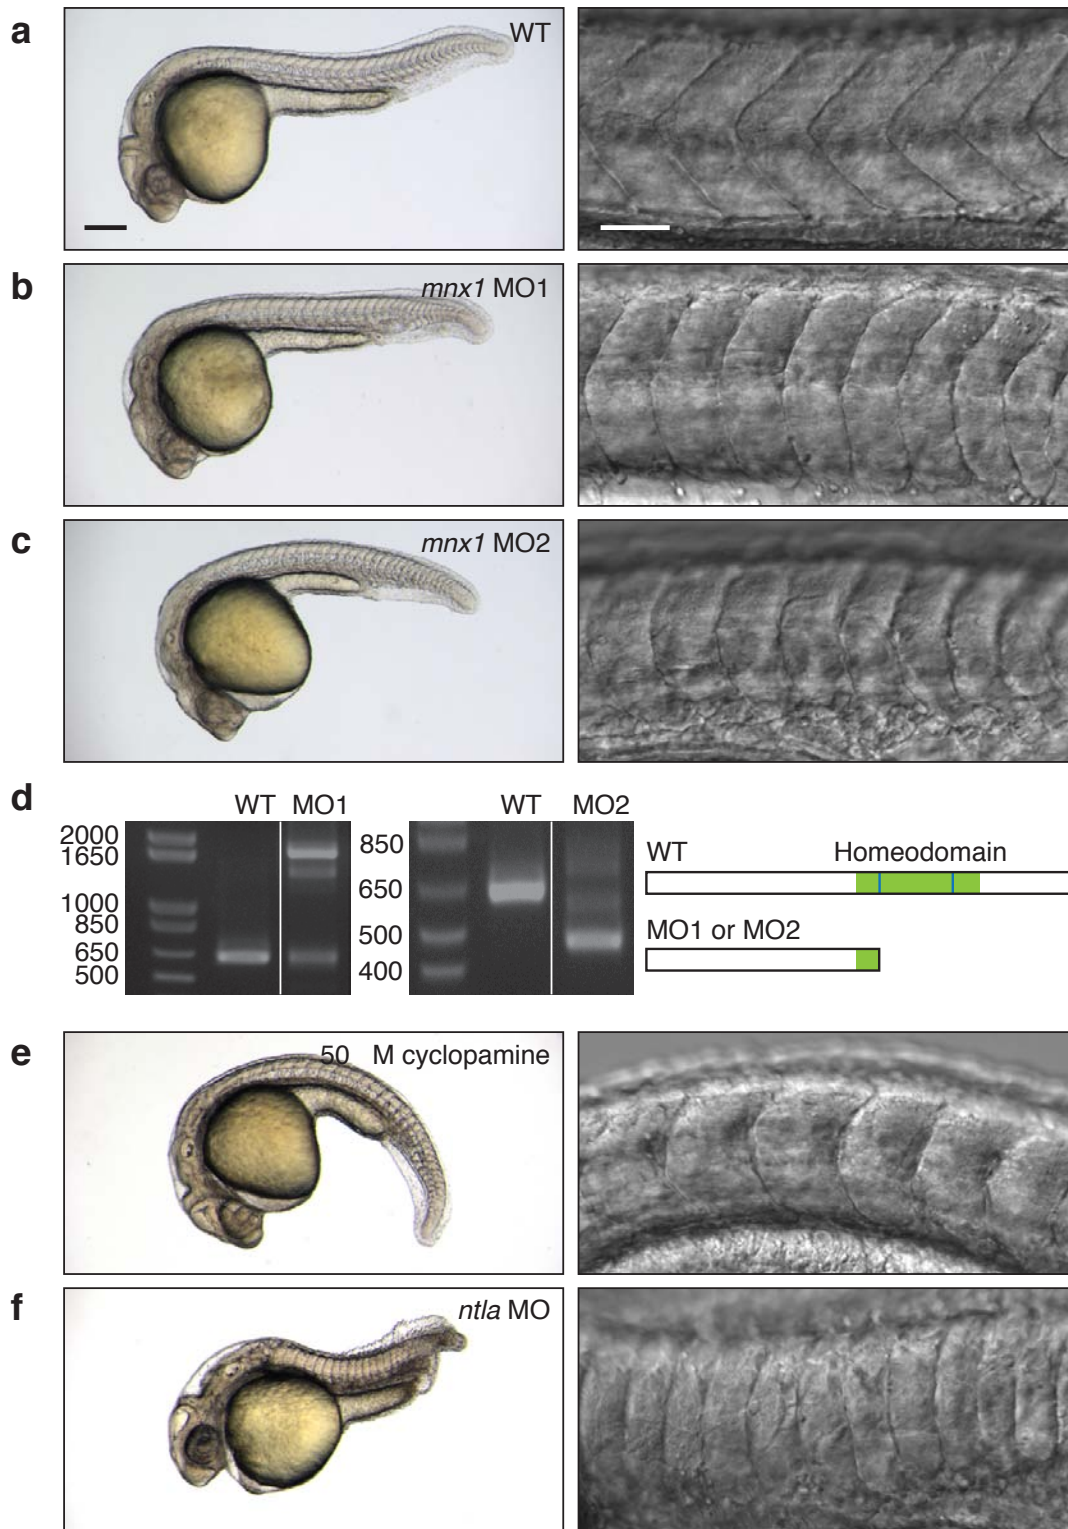 a
WT
b
mnx1 MO1
c
mnx1 MO2
d
WT MO1
2000
1650
1000
850
650
500
WT MO2
850
650
500
400
WT Homeodomain
MO1 or MO2
e
50 M cyclopamine
f
ntla MO